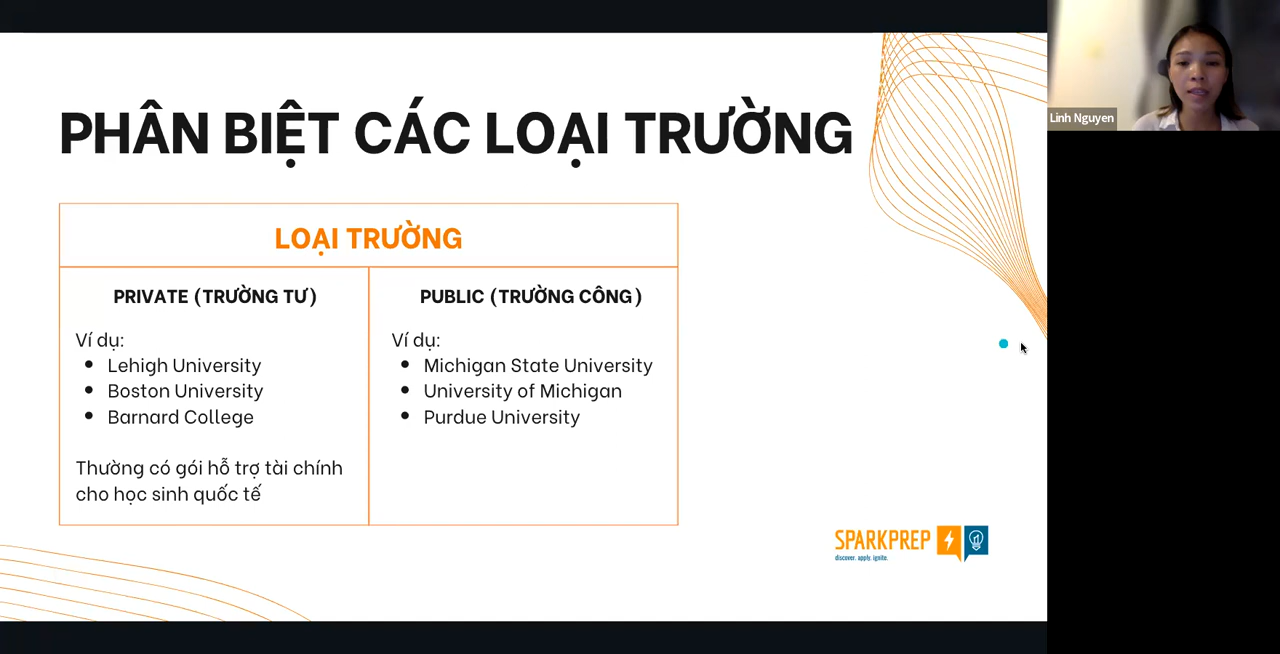 PHÂN BIỆT CÁC LOẠI TRƯỜNG
LOẠI TRƯỜNG
PRIVATE (TRƯỜNG TƯ)
Ví dụ:
Lehigh University
Boston University
Barnard College
Thường có gói hỗ trợ tài chính
cho học sinh quốc tế
PUBLIC (TRƯỜNG CÔNG)
Ví dụ:
Michigan State University
University of Michigan
Purdue University
SPARKPREP
discover. apply. ignite.
Linh Nguyen